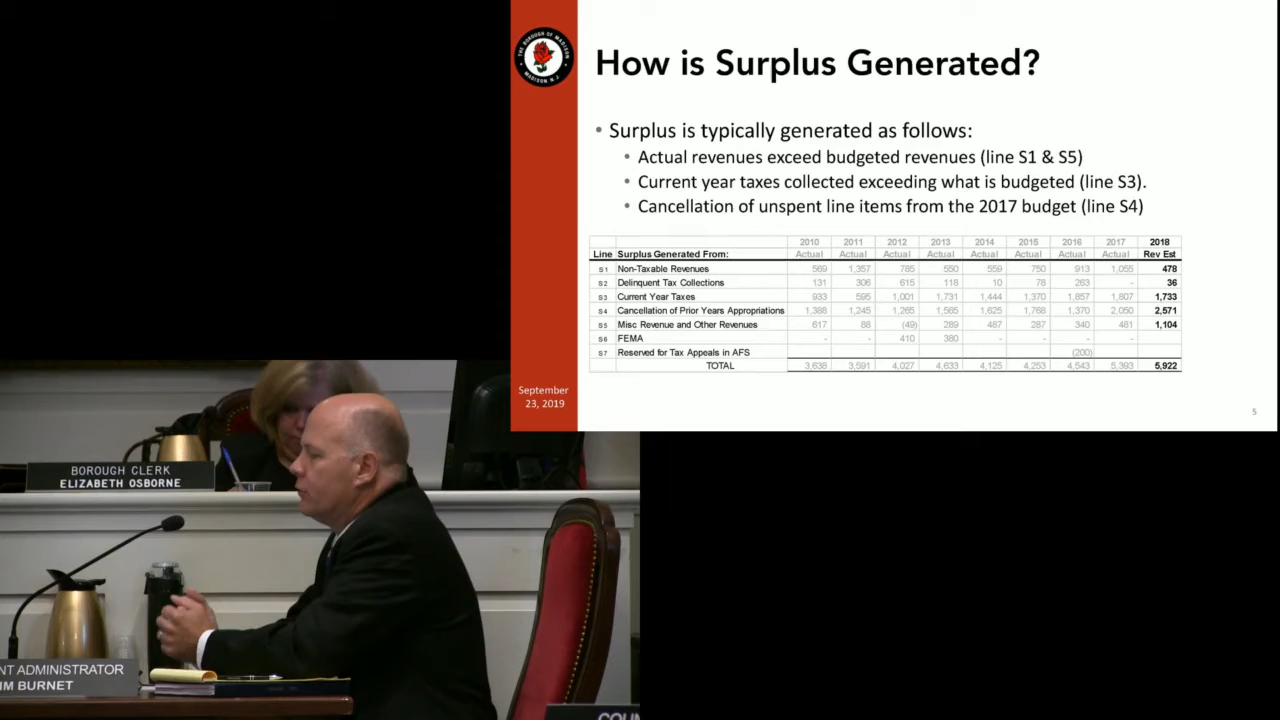 THE BOROUGH OF MADISON
MADISON N.J.
How is Surplus Generated?
• Surplus is typically generated as follows:
• Actual revenues exceed budgeted revenues (line S1 & S5)
• Current year taxes collected exceeding what is budgeted (line S3).
• Cancellation of unspent line items from the 2017 budget (line S4)
2010 2011 2012 2013 2014 2015 2016 2017 2018
Line Surplus Generated From: Actual Actual Actual Actual Actual Actual Actual Actual Rev Est
S1 Non-Taxable Revenues 569 1,357 785 550 559 750 913 1,055 478
S2 Delinquent Tax Collections 131 306 615 118 10 78 263 - 36
S3 Current Year Taxes 933 595 1,001 1,731 1,444 1,370 1,857 1,807 1,733
S4 Cancellation of Prior Years Appropriations 1,388 1,245 1,265 1,565 1,625 1,768 1,370 2,050 2,571
S5 Misc Revenue and Other Revenues 617 88 (49) 289 487 287 340 481 1,104
S6 FEMA - - 410 380 - - - - -
S7 Reserved for Tax Appeals in AFS (200)
TOTAL 3,638 3,591 4,027 4,633 4,125 4,253 4,543 5,393 5,922
September
23, 2019
5
BOROUGH CLERK
ELIZABETH OSBORNE
NT ADMINISTRATOR
IM BURNET
COUN